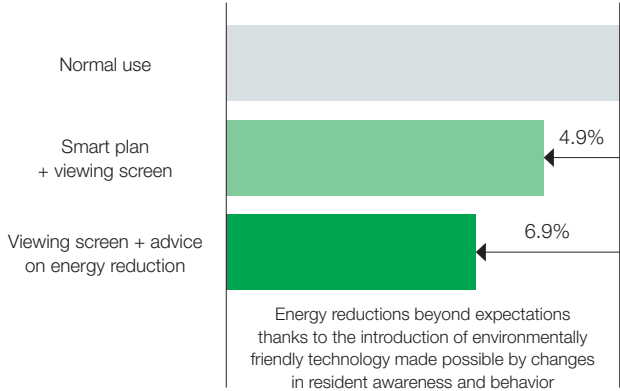 Normal use
Smart plan
+ viewing screen
4.9%
Viewing screen + advice
on energy reduction
6.9%
Energy reductions beyond expectations
thanks to the introduction of environmentally
friendly technology made possible by changes
in resident awareness and behavior